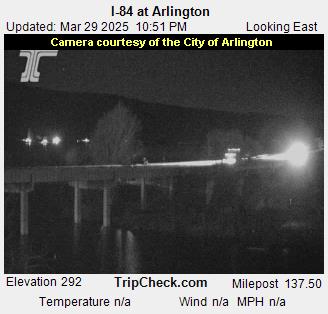 I-84 at Arlington
Updated: Mar 29 2025 10:51 PM Looking East
Camera courtesy of the City of Arlington
Elevation 292 TripCheck.com Milepost 137.50
Temperature n/a Wind n/a MPH n/a